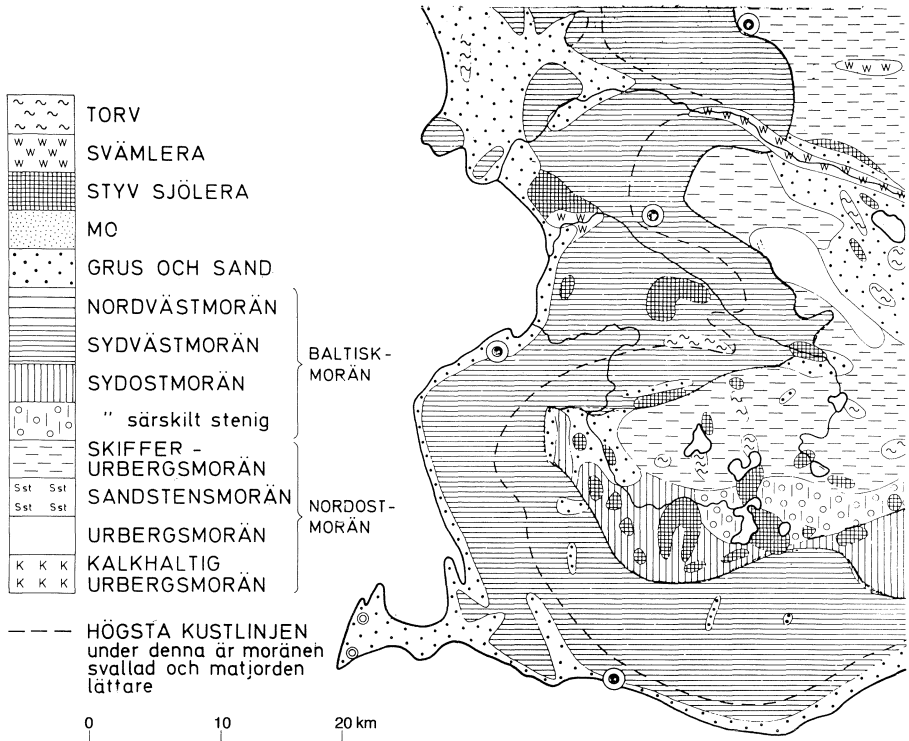 TORV
SVÄMLERA
STYV SJÖLERA
MO
GRUS OCH SAND
NORDVÄSTMORÄN
SYDVÄSTMORÄN
SYDOSTMORÄN
" särskilt stenig
BALTISK-
MORÄN
SKIFFER -
URBERGSMORÄN
SANDSTENSMORÄN
URBERGSMORÄN
KALKHALTIG
URBERGSMORÄN
NORDOST-
MORÄN
HÖGSTA KUSTLINJEN
under denna är moränen
svallad och matjorden
lättare
W W W
W W W
W W W
Sst Sst
Sst Sst
K K K
K K K
0 10 20 km